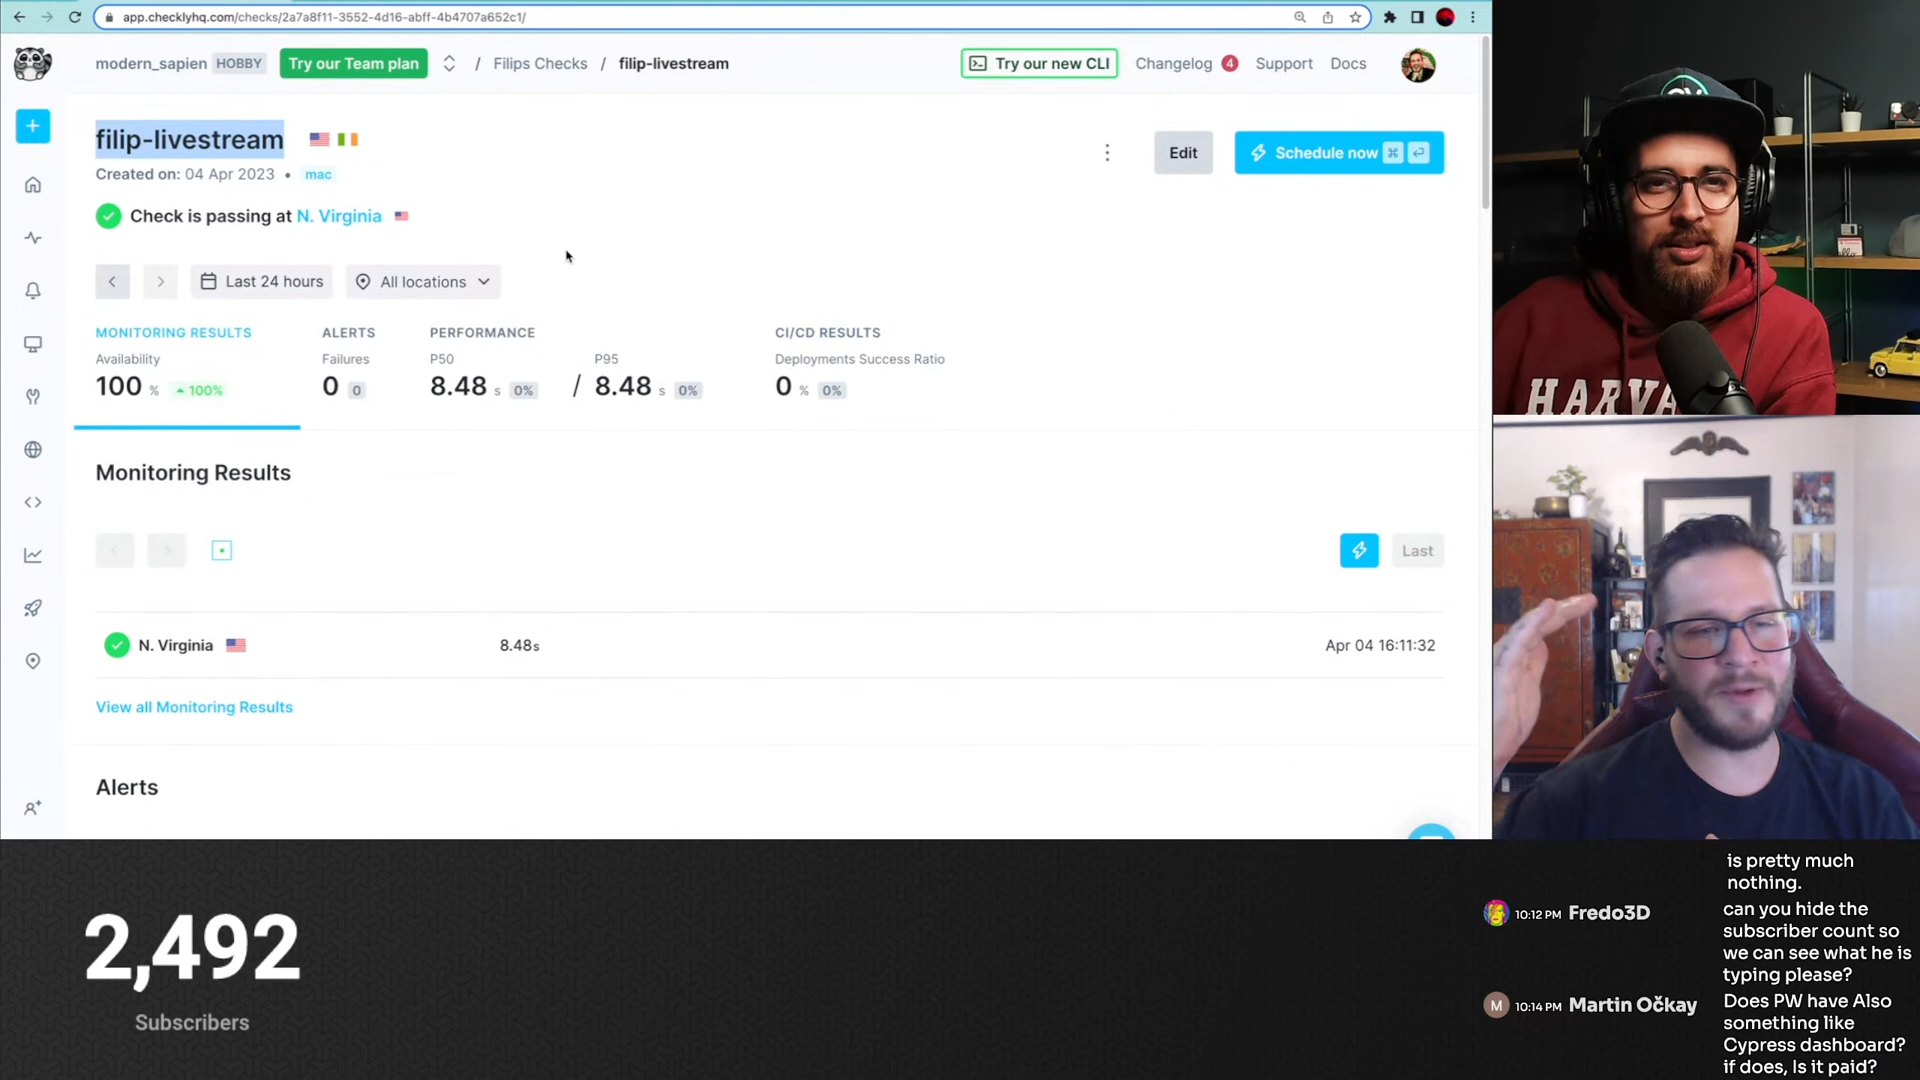 app.checklyhq.com/checks/2a7a8f11-3552-4d16-abff-4b4707a652c1/
modern_sapien HOBBY Try our Team plan / Filips Checks / filip-livestream Try our new CLI Changelog 4 Support Docs
filip-livestream
Edit
Schedule now
Created on: 04 Apr 2023 • mac
Check is passing at N. Virginia
Last 24 hours
All locations
MONITORING RESULTS ALERTS PERFORMANCE CI/CD RESULTS
Availability Failures P50 P95 Deployments Success Ratio
100 % 100% 0 0 8.48 s 0% / 8.48 s 0% 0 % 0%
Monitoring Results
Last
N. Virginia 8.48s Apr 04 16:11:32
View all Monitoring Results
Alerts
HARVA
2,492
Subscribers
is pretty much
nothing.
10:12 PM Fredo3D
can you hide the
subscriber count so
we can see what he is
typing please?
M 10:14 PM Martin Očkay
Does PW have Also
something like
Cypress dashboard?
if does, Is it paid?